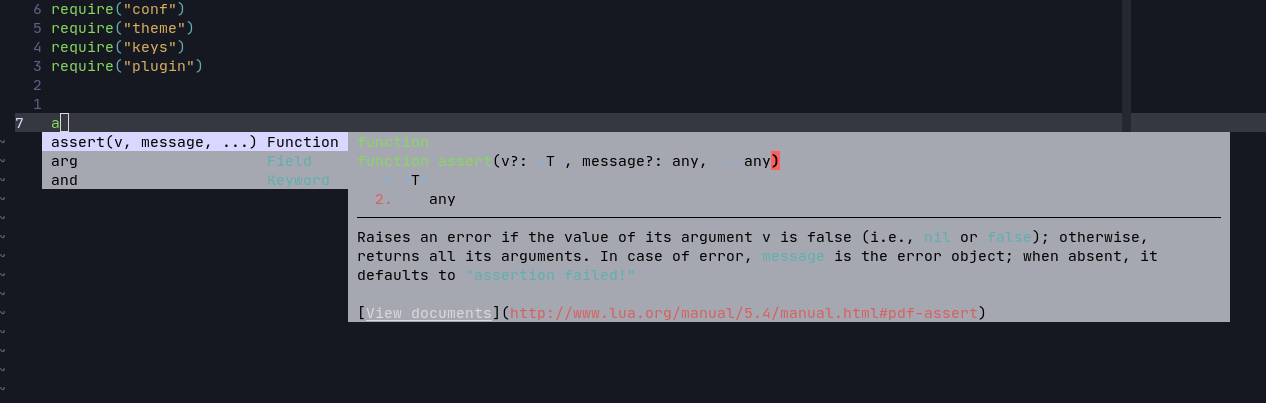 6 require("conf")
5 require("theme")
4 require("keys")
3 require("plugin")
2
1
7 a
assert(v, message, ...) Function
arg Field
and Keyword
function
function assert(v?: T, message?: any, any)
T
2. any
Raises an error if the value of its argument v is false (i.e., nil or false); otherwise,
returns all its arguments. In case of error, message is the error object; when absent, it
defaults to "assertion failed!"
[View documents](http://www.lua.org/manual/5.4/manual.html#pdf-assert)